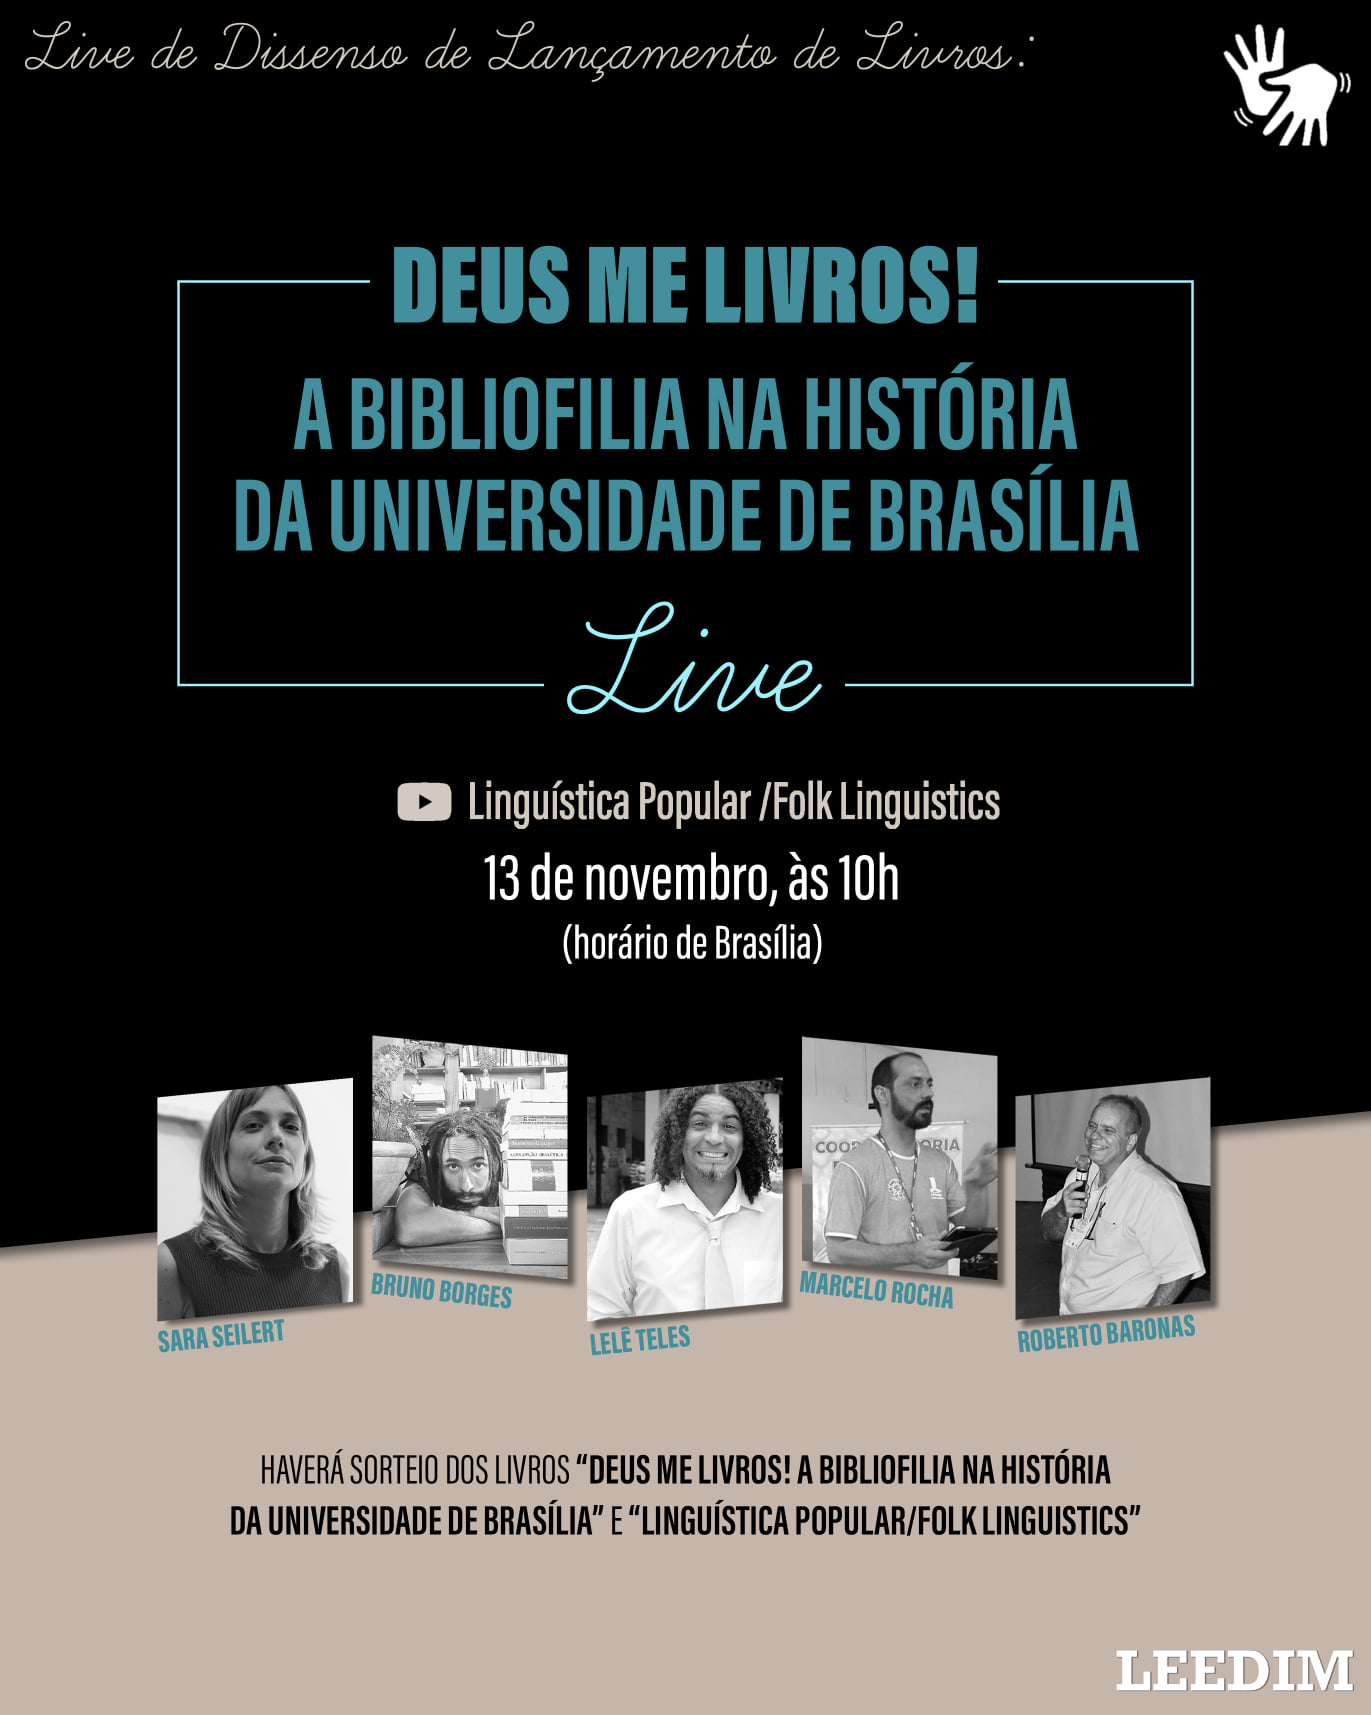 Live de Dissenso de Lançamento de Livros:
DEUS ME LIVROS!
A BIBLIOFILIA NA HISTÓRIA
DA UNIVERSIDADE DE BRASÍLIA
Live
Linguística Popular /Folk Linguistics
13 de novembro, às 10h
(horário de Brasília)
SARA SEILERT
BRUNO BORGES
LELÊ TELES
MARCELO ROCHA
ROBERTO BARONAS
HAVERÁ SORTEIO DOS LIVROS “DEUS ME LIVROS! A BIBLIOFILIA NA HISTÓRIA
DA UNIVERSIDADE DE BRASÍLIA” E “LINGUÍSTICA POPULAR/FOLK LINGUISTICS”
LEEDIM